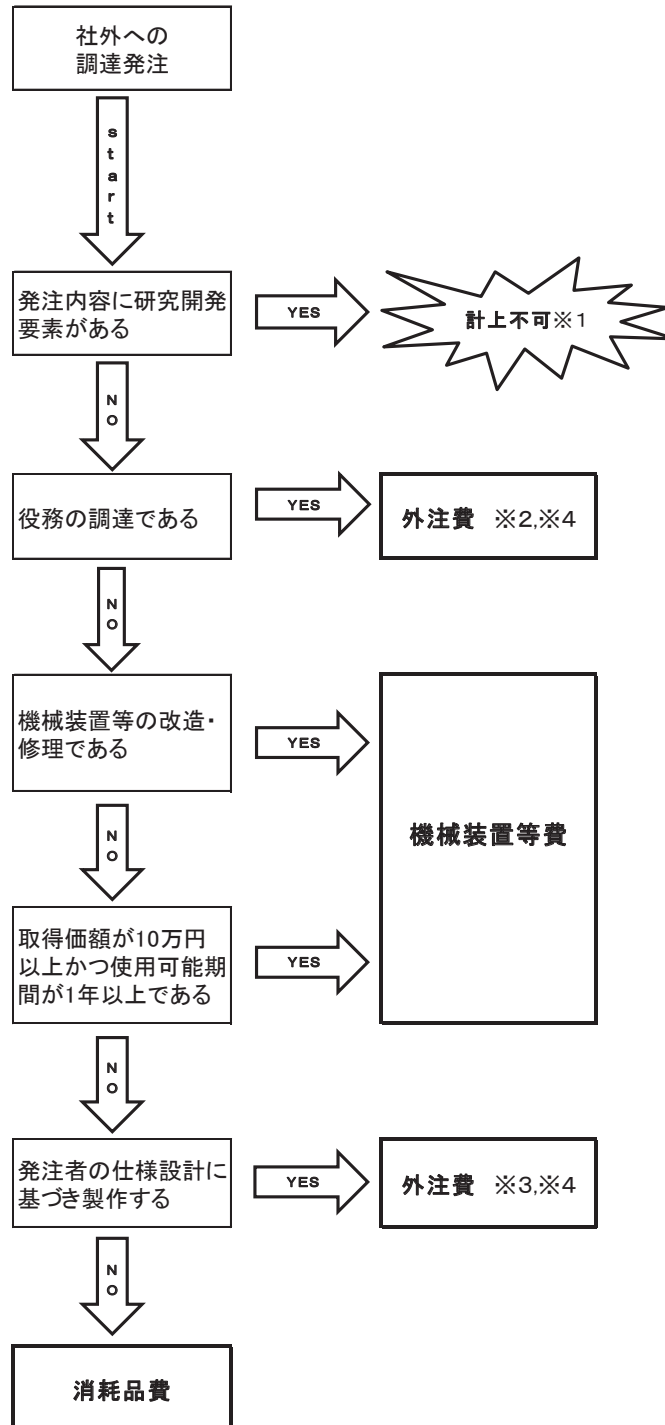 社外への
調達発注
start
発注内容に研究開発
要素がある
YES
計上不可※1
NO
役務の調達である
YES
外注費 ※2,※4
NO
機械装置等の改造・
修理である
YES
機械装置等費
NO
取得価額が10万円
以上かつ使用可能期
間が1年以上である
YES
NO
発注者の仕様設計に
基づき製作する
YES
外注費 ※3,※4
NO
消耗品費